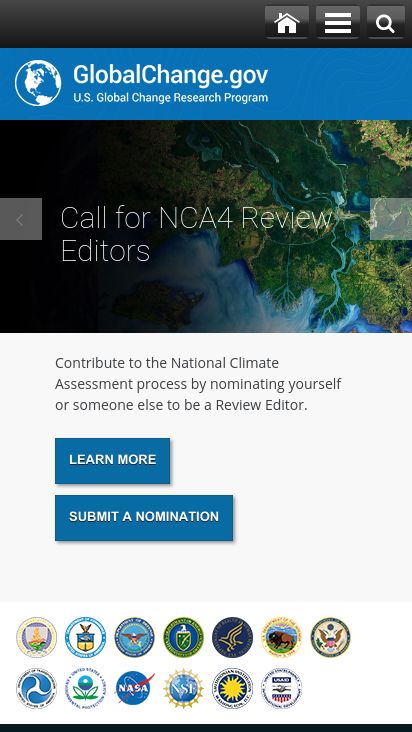 GlobalChange.gov
U.S. Global Change Research Program
Call for NCA4 Review
Editors
Contribute to the National Climate
Assessment process by nominating yourself
or someone else to be a Review Editor.
LEARN MORE
SUBMIT A NOMINATION
NASA
NSF
USAID